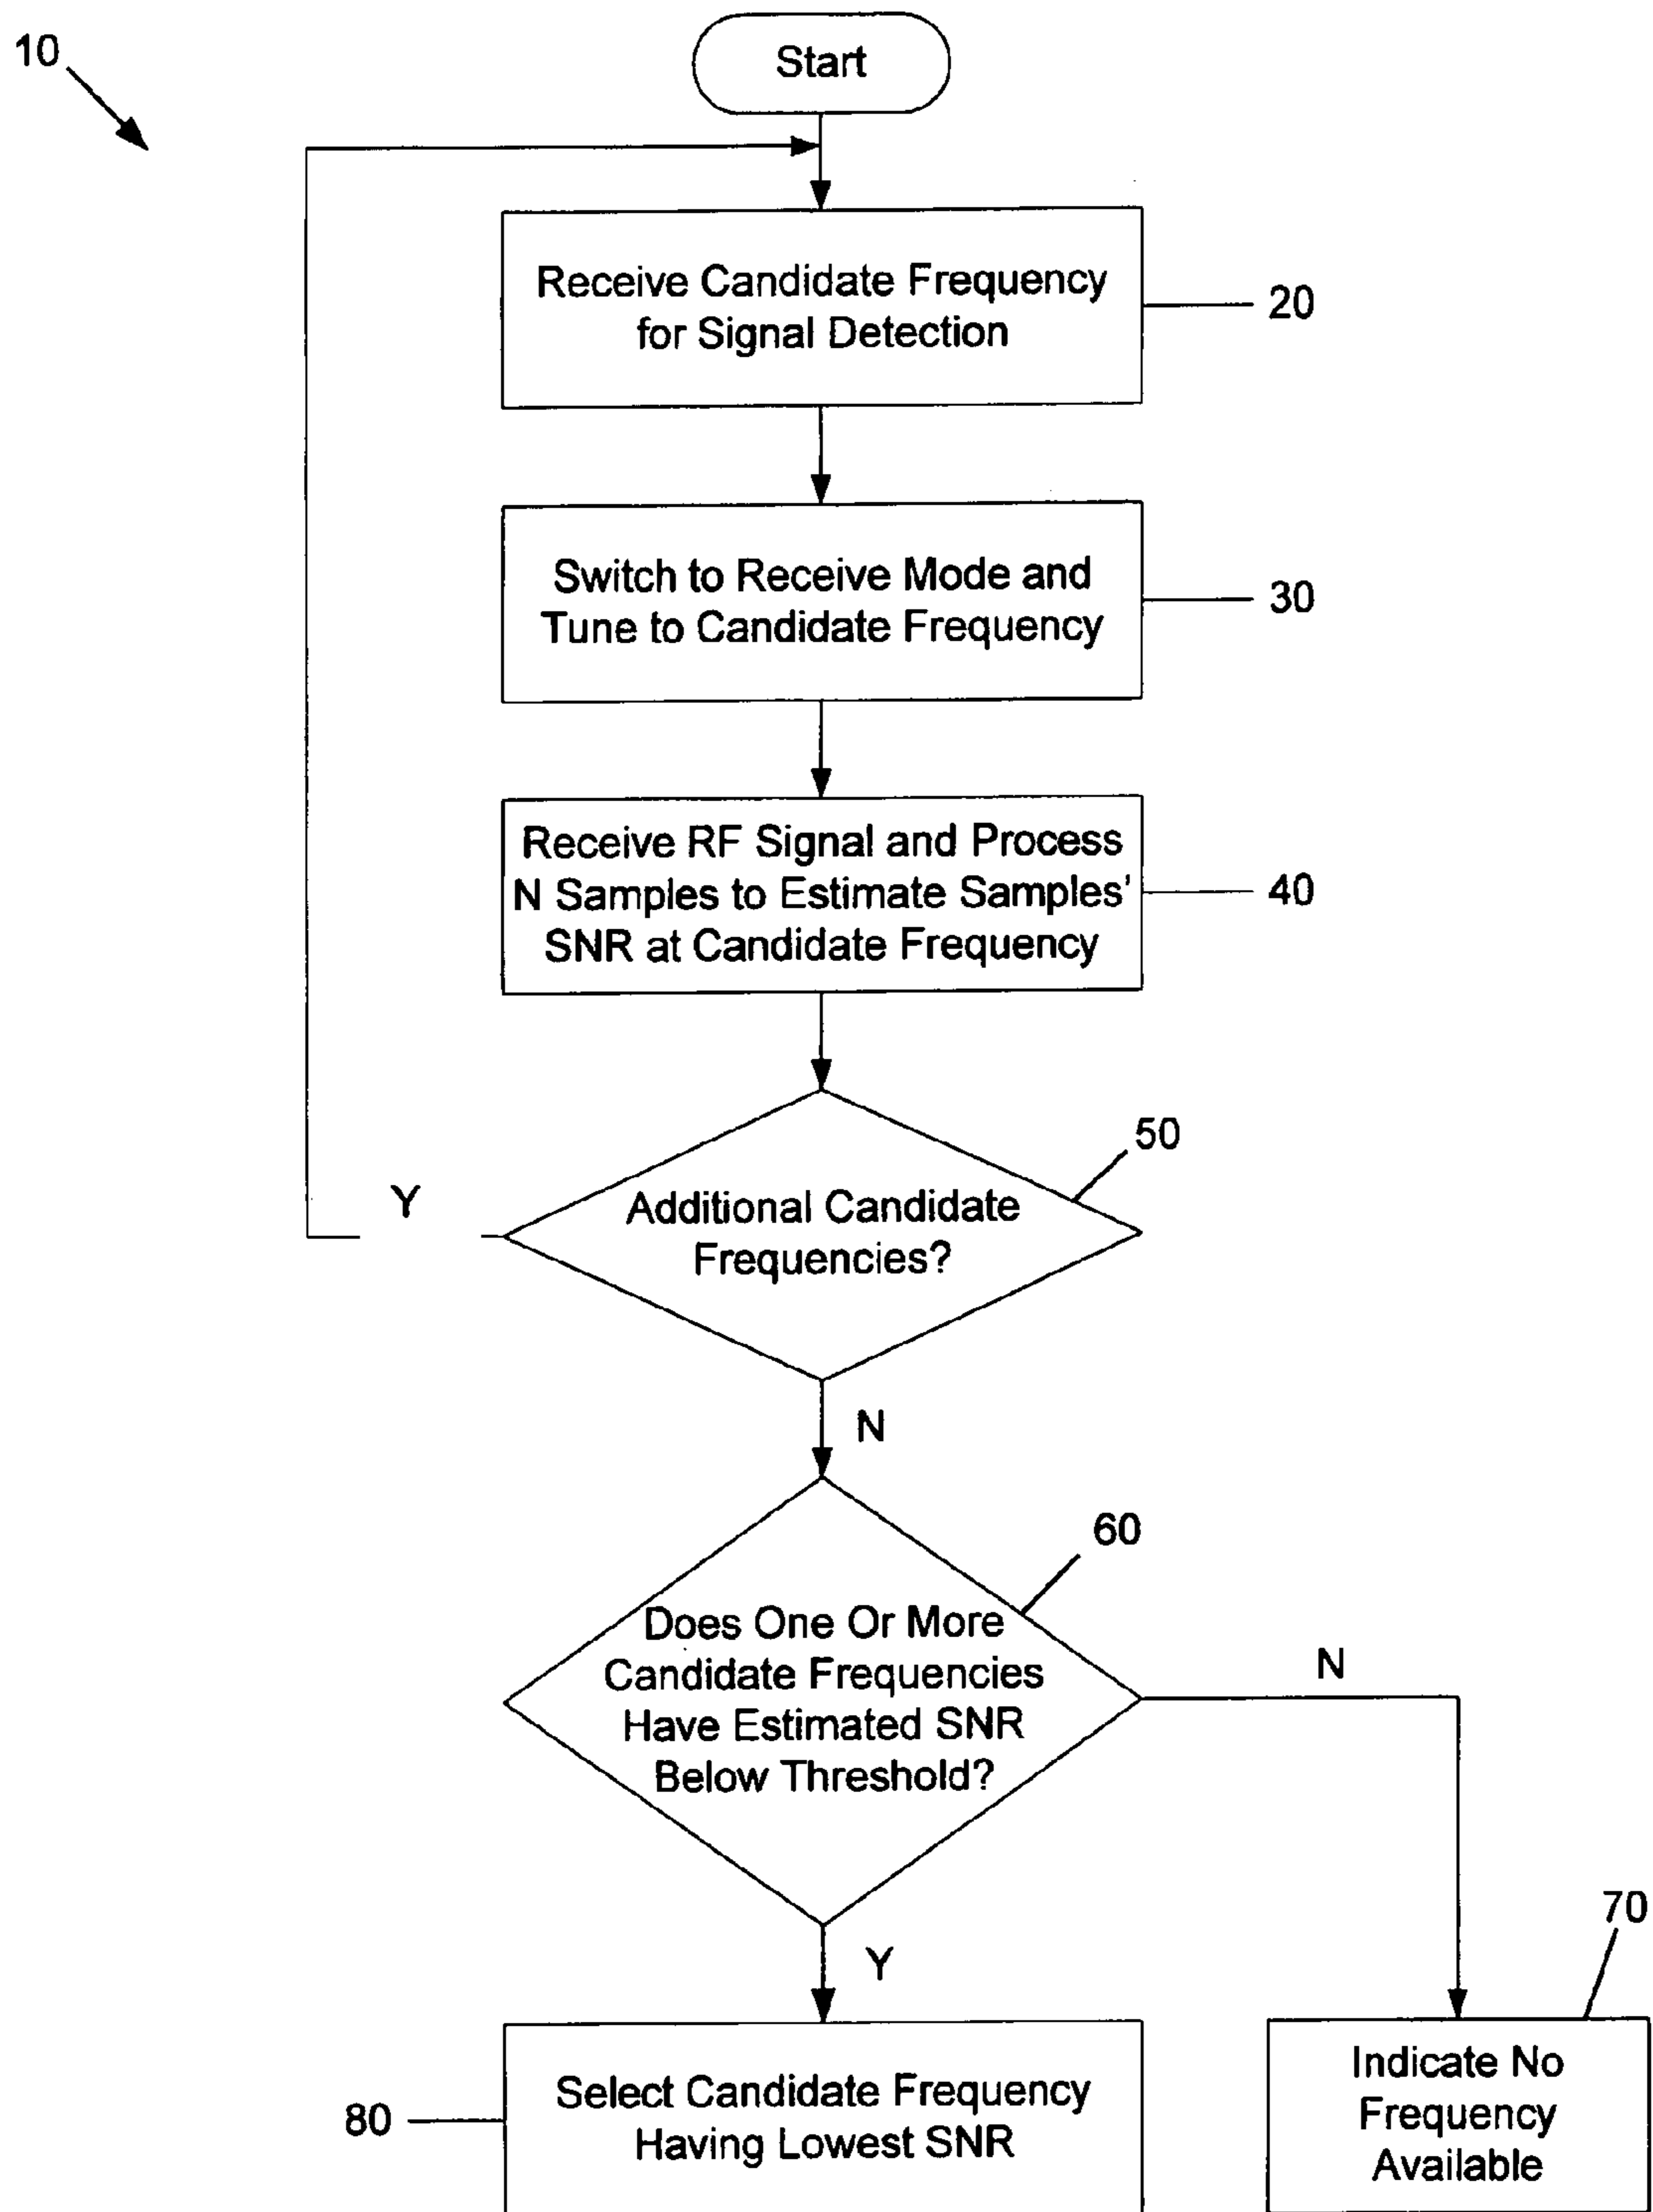 10
Start
Receive Candidate Frequency
for Signal Detection
20
Switch to Receive Mode and
Tune to Candidate Frequency
30
Receive RF Signal and Process
N Samples to Estimate Samples'
SNR at Candidate Frequency
40
50
Additional Candidate
Frequencies?
Y
N
60
Does One Or More
Candidate Frequencies
Have Estimated SNR
Below Threshold?
N
Y
70
Indicate No
Frequency
Available
80
Select Candidate Frequency
Having Lowest SNR